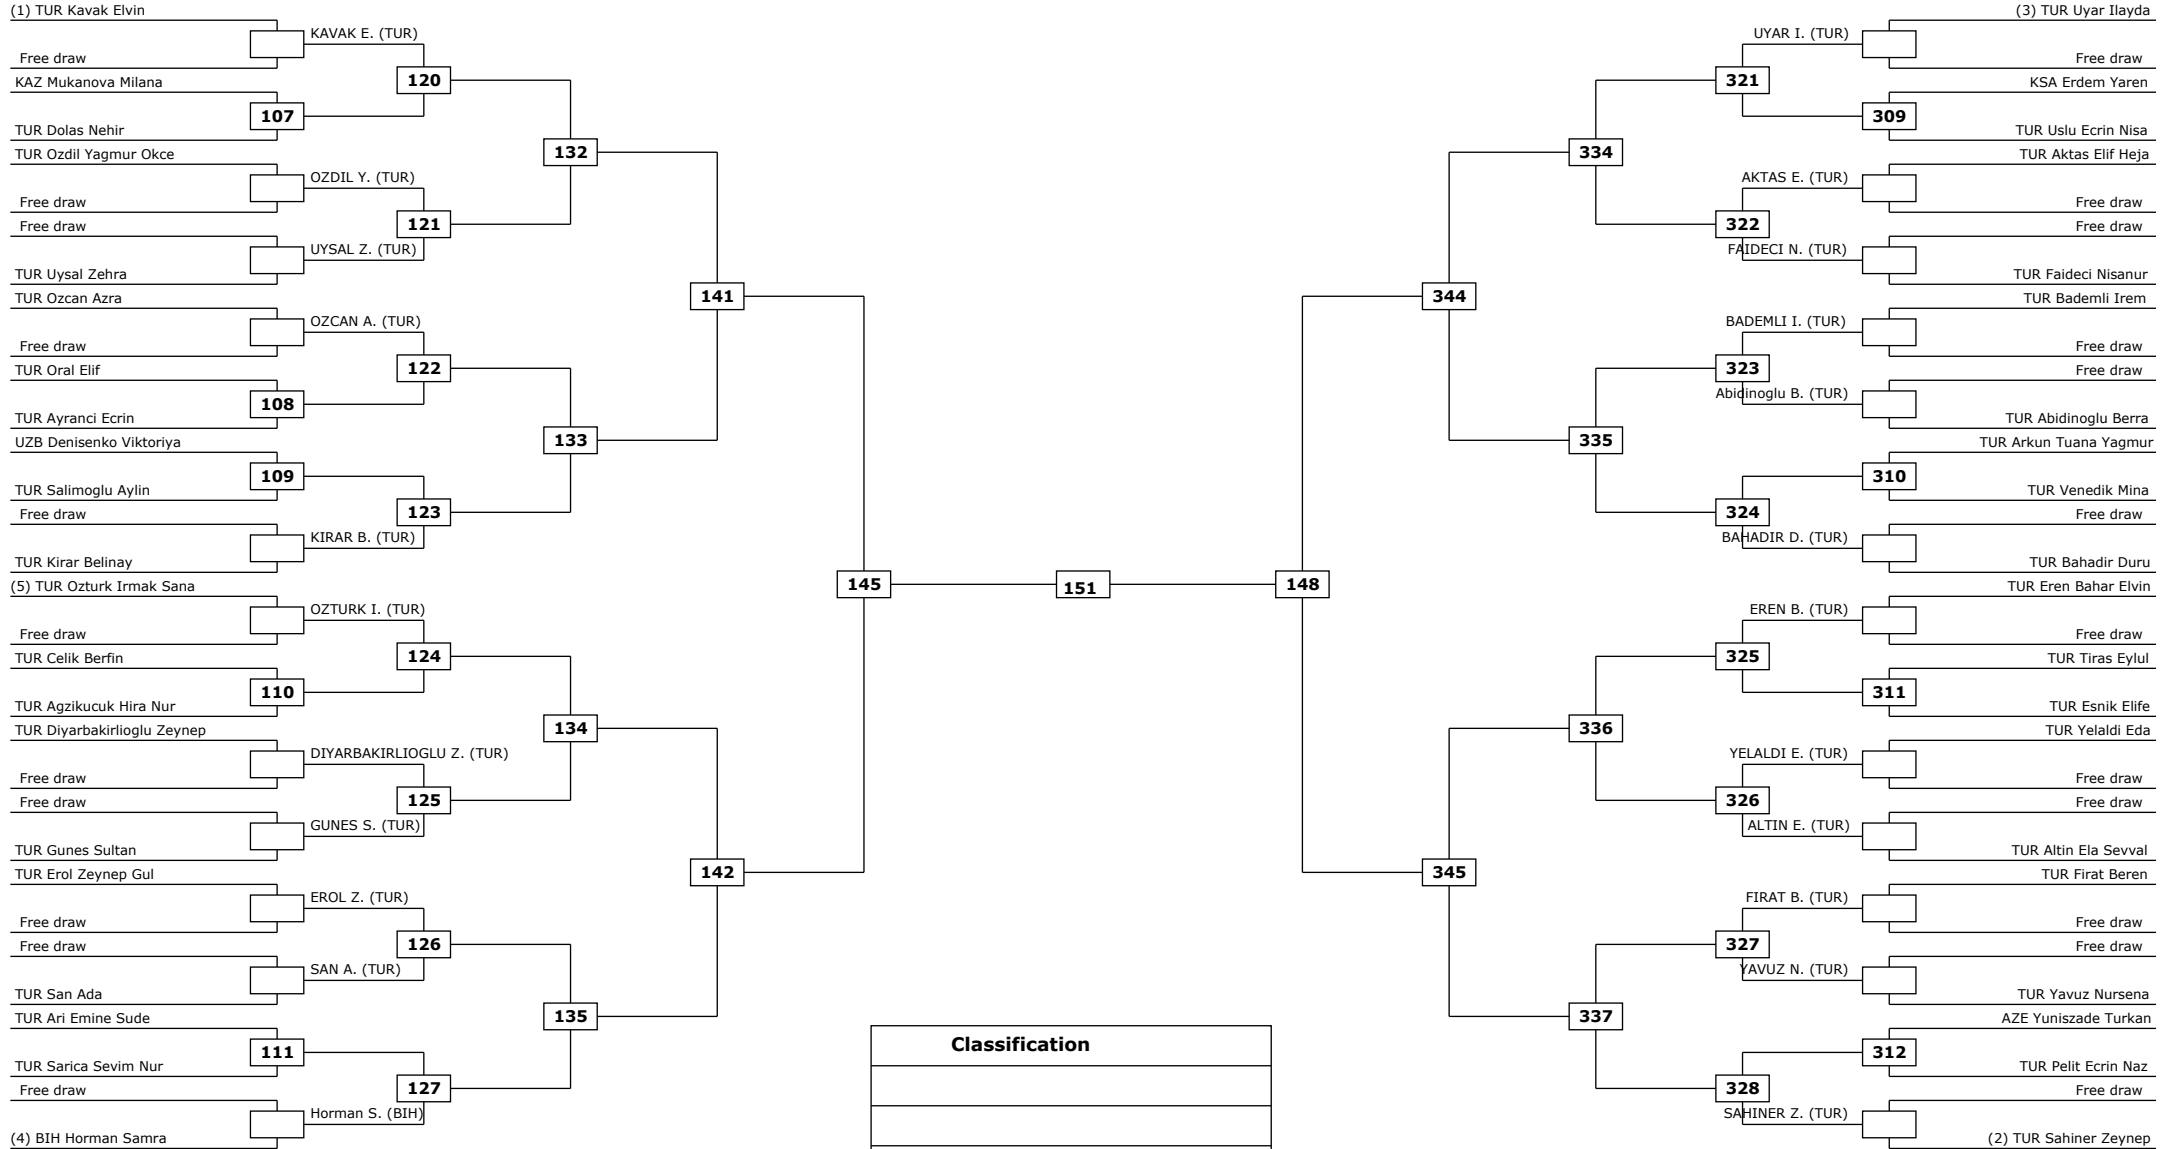 (1) TUR Kavak Elvin
KAVAK E. (TUR)
Free draw
120
KAZ Mukanova Milana
107
TUR Dolas Nehir
132
TUR Ozdil Yagmur Okce
OZDIL Y. (TUR)
Free draw
121
Free draw
UYSAL Z. (TUR)
TUR Uysal Zehra
141
TUR Ozcan Azra
OZCAN A. (TUR)
Free draw
122
TUR Oral Elif
108
TUR Ayranci Ecrin
133
UZB Denisenko Viktoriya
109
TUR Salimoglu Aylin
123
Free draw
KIRAR B. (TUR)
TUR Kirar Belinay
145
(5) TUR Ozturk Irmak Sana
OZTURK I. (TUR)
Free draw
124
TUR Celik Berfin
110
TUR Agzikucuk Hira Nur
134
TUR Diyarbakirlioglu Zeynep
DIYARBAKIRLIOGLU Z. (TUR)
Free draw
125
Free draw
GUNES S. (TUR)
TUR Gunes Sultan
142
TUR Erol Zeynep Gul
EROL Z. (TUR)
Free draw
126
Free draw
SAN A. (TUR)
TUR San Ada
135
TUR Ari Emine Sude
111
TUR Sarica Sevim Nur
127
Free draw
Horman S. (BIH)
(4) BIH Horman Samra
151
Classification
(3) TUR Uyar Ilayda
UYAR I. (TUR)
Free draw
321
KSA Erdem Yaren
309
TUR Uslu Ecrin Nisa
334
TUR Aktas Elif Heja
AKTAS E. (TUR)
Free draw
322
Free draw
FAIDECI N. (TUR)
TUR Faideci Nisanur
344
TUR Bademli Irem
BADEMLI I. (TUR)
Free draw
323
Free draw
Abidinoglu B. (TUR)
TUR Abidinoglu Berra
335
TUR Arkun Tuana Yagmur
310
TUR Venedik Mina
324
Free draw
BAHADIR D. (TUR)
TUR Bahadir Duru
148
TUR Eren Bahar Elvin
EREN B. (TUR)
Free draw
325
TUR Tiras Eylul
311
TUR Esnik Elife
336
TUR Yelaldi Eda
YELALDI E. (TUR)
Free draw
326
Free draw
ALTIN E. (TUR)
TUR Altin Ela Sevval
345
TUR Firat Beren
FIRAT B. (TUR)
Free draw
327
Free draw
YAVUZ N. (TUR)
TUR Yavuz Nursena
337
AZE Yuniszade Turkan
312
TUR Pelit Ecrin Naz
328
Free draw
SAHINER Z. (TUR)
(2) TUR Sahiner Zeynep